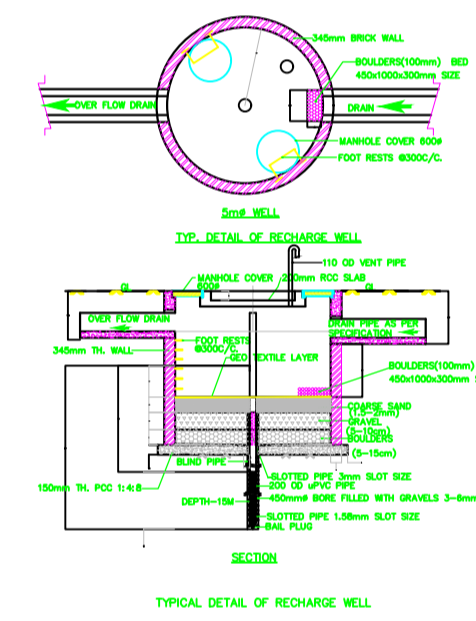 345mm BRICK WALL
BOULDERS(100mm) BED
450x1000x300mm SIZE
OVER FLOW DRAIN
DRAIN
MANHOLE COVER 600ø
FOOT RESTS @300C/C.
5mø WELL
TYP. DETAIL OF RECHARGE WELL
110 OD VENT PIPE
MANHOLE COVER
600ø
200mm RCC SLAB
GL
GL
OVER FLOW DRAIN
DRAIN PIPE AS PER
SPECIFICATION
FOOT RESTS
@300C/C.
345mm TH. WALL
GEO TEXTILE LAYER
BOULDERS(100mm)
450x1000x300mm
COARSE SAND
(1.5-2mm)
GRAVEL
(5-10cm)
BOULDERS
(5-15cm)
BLIND PIPE
SLOTTED PIPE 3mm SLOT SIZE
200 OD uPVC PIPE
150mm TH. PCC 1:4:8
450mmø BORE FILLED WITH GRAVELS 3-6mm
DEPTH-15M
SLOTTED PIPE 1.58mm SLOT SIZE
BAIL PLUG
SECTION
TYPICAL DETAIL OF RECHARGE WELL